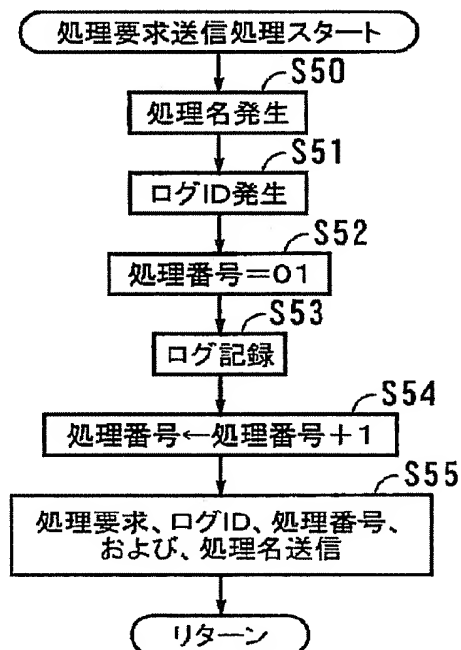 処理要求送信処理スタート
S50
処理名発生
S51
ログID発生
S52
処理番号=01
S53
ログ記録
S54
処理番号←処理番号+1
S55
処理要求、ログID、処理番号、
および、処理名送信
リターン